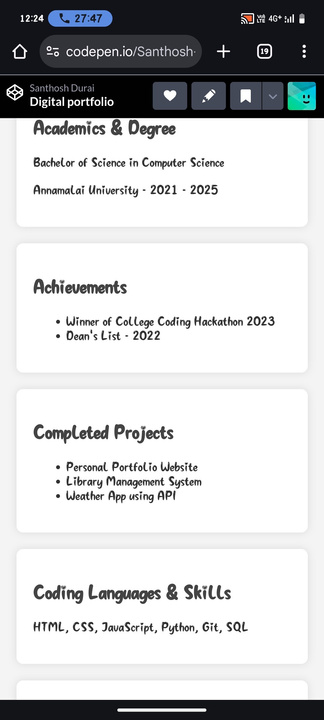 12:24
27:47
4G+
codepen.io/Santhosh-
19
Santhosh Durai
Digital portfolio
Academics & Degree
Bachelor of Science in Computer Science
Annamalai University - 2021 - 2025
Achievements
• Winner of College Coding Hackathon 2023
• Dean's List - 2022
Completed Projects
• Personal Portfolio Website
• Library Management System
• Weather App using API
Coding Languages & Skills
HTML, CSS, JavaScript, Python, Git, SQL